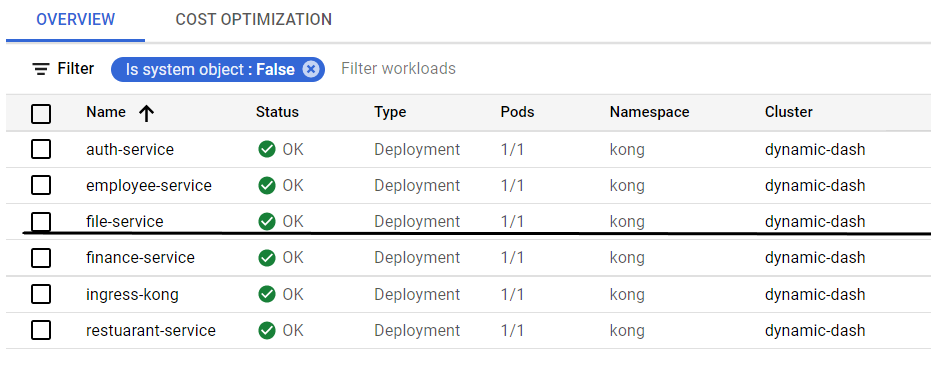 OVERVIEW COST OPTIMIZATION
Filter Is system object : False Filter workloads
Name Status Type Pods Namespace Cluster
auth-service OK Deployment 1/1 kong dynamic-dash
employee-service OK Deployment 1/1 kong dynamic-dash
file-service OK Deployment 1/1 kong dynamic-dash
finance-service OK Deployment 1/1 kong dynamic-dash
ingress-kong OK Deployment 1/1 kong dynamic-dash
restuarant-service OK Deployment 1/1 kong dynamic-dash